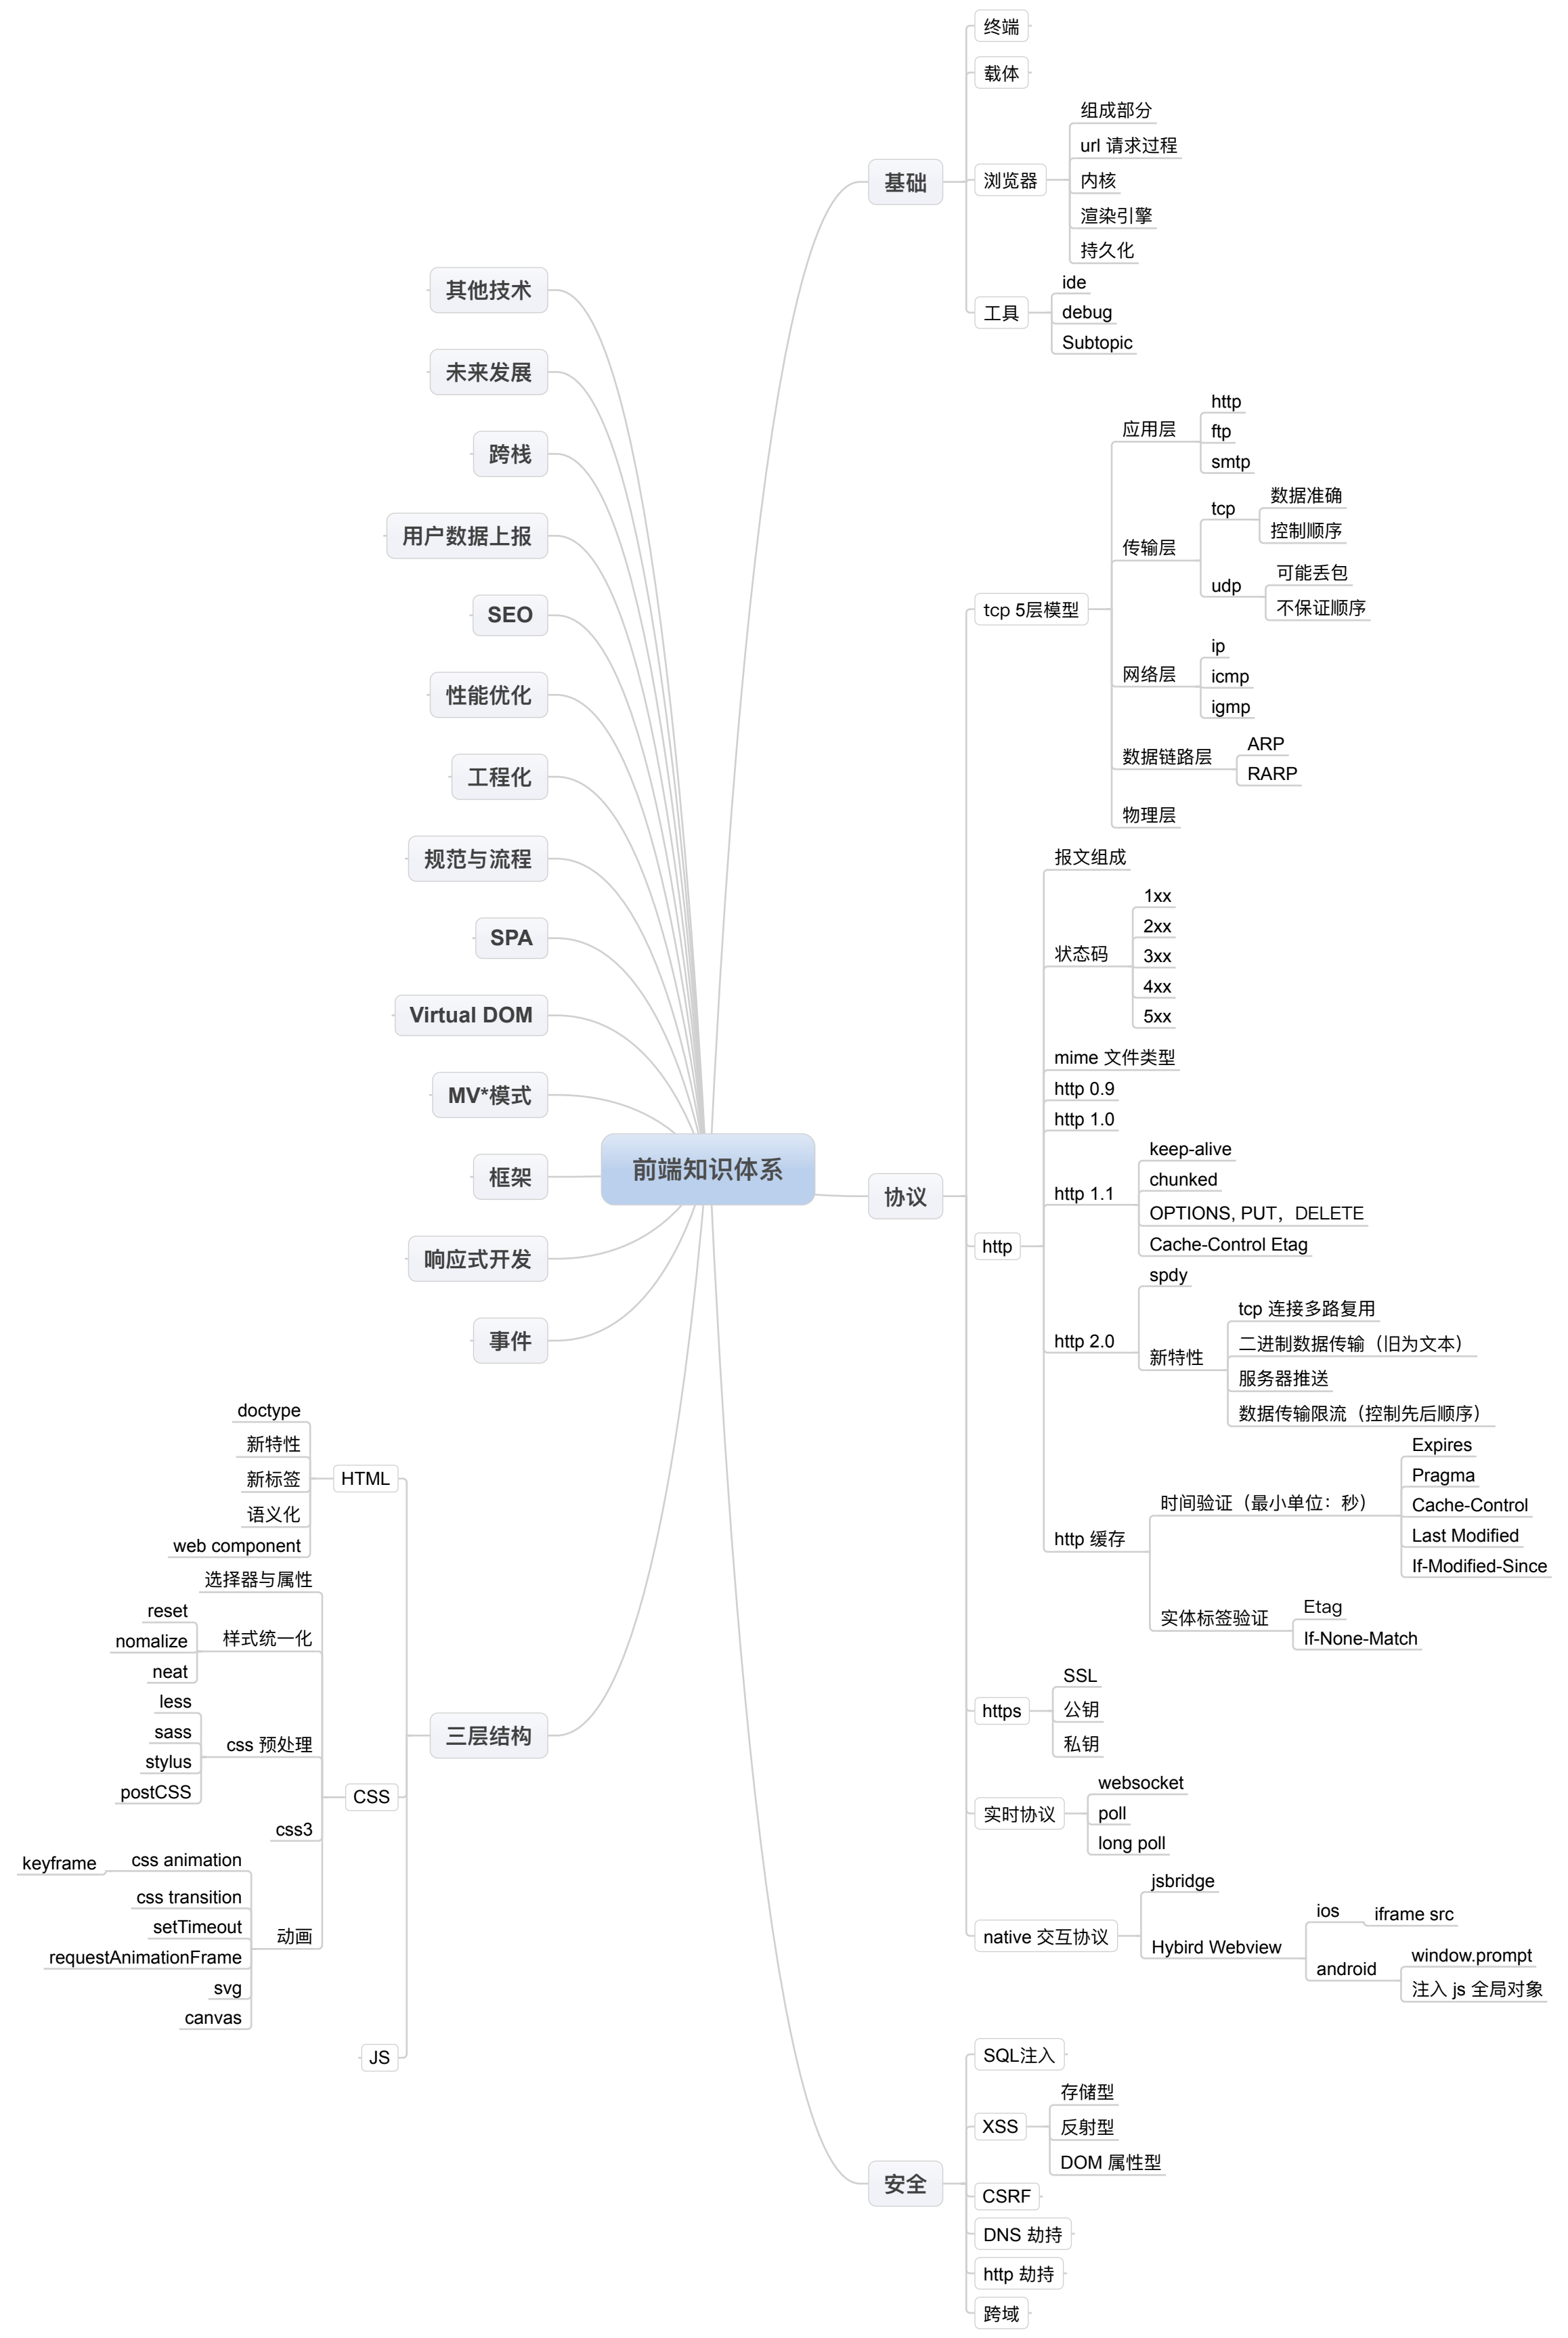 前端知识体系
基础
终端
载体
浏览器
组成部分
url 请求过程
内核
渲染引擎
持久化
工具
ide
debug
Subtopic
协议
tcp 5层模型
应用层
http
ftp
smtp
传输层
tcp
数据准确
控制顺序
udp
可能丢包
不保证顺序
网络层
ip
icmp
igmp
数据链路层
ARP
RARP
物理层
http
报文组成
状态码
1xx
2xx
3xx
4xx
5xx
mime 文件类型
http 0.9
http 1.0
http 1.1
keep-alive
chunked
OPTIONS, PUT，DELETE
Cache-Control Etag
http 2.0
spdy
新特性
tcp 连接多路复用
二进制数据传输（旧为文本）
服务器推送
数据传输限流（控制先后顺序）
http 缓存
时间验证（最小单位：秒）
Expires
Pragma
Cache-Control
Last Modified
If-Modified-Since
实体标签验证
Etag
If-None-Match
https
SSL
公钥
私钥
实时协议
websocket
poll
long poll
native 交互协议
jsbridge
Hybird Webview
ios
iframe src
android
window.prompt
注入 js 全局对象
安全
SQL注入
XSS
存储型
反射型
DOM 属性型
CSRF
DNS 劫持
http 劫持
跨域
其他技术
未来发展
跨栈
用户数据上报
SEO
性能优化
工程化
规范与流程
SPA
Virtual DOM
MV*模式
框架
响应式开发
事件
三层结构
HTML
doctype
新特性
新标签
语义化
web component
CSS
选择器与属性
样式统一化
reset
nomalize
neat
css 预处理
less
sass
stylus
postCSS
css3
动画
css animation
keyframe
css transition
setTimeout
requestAnimationFrame
svg
canvas
JS